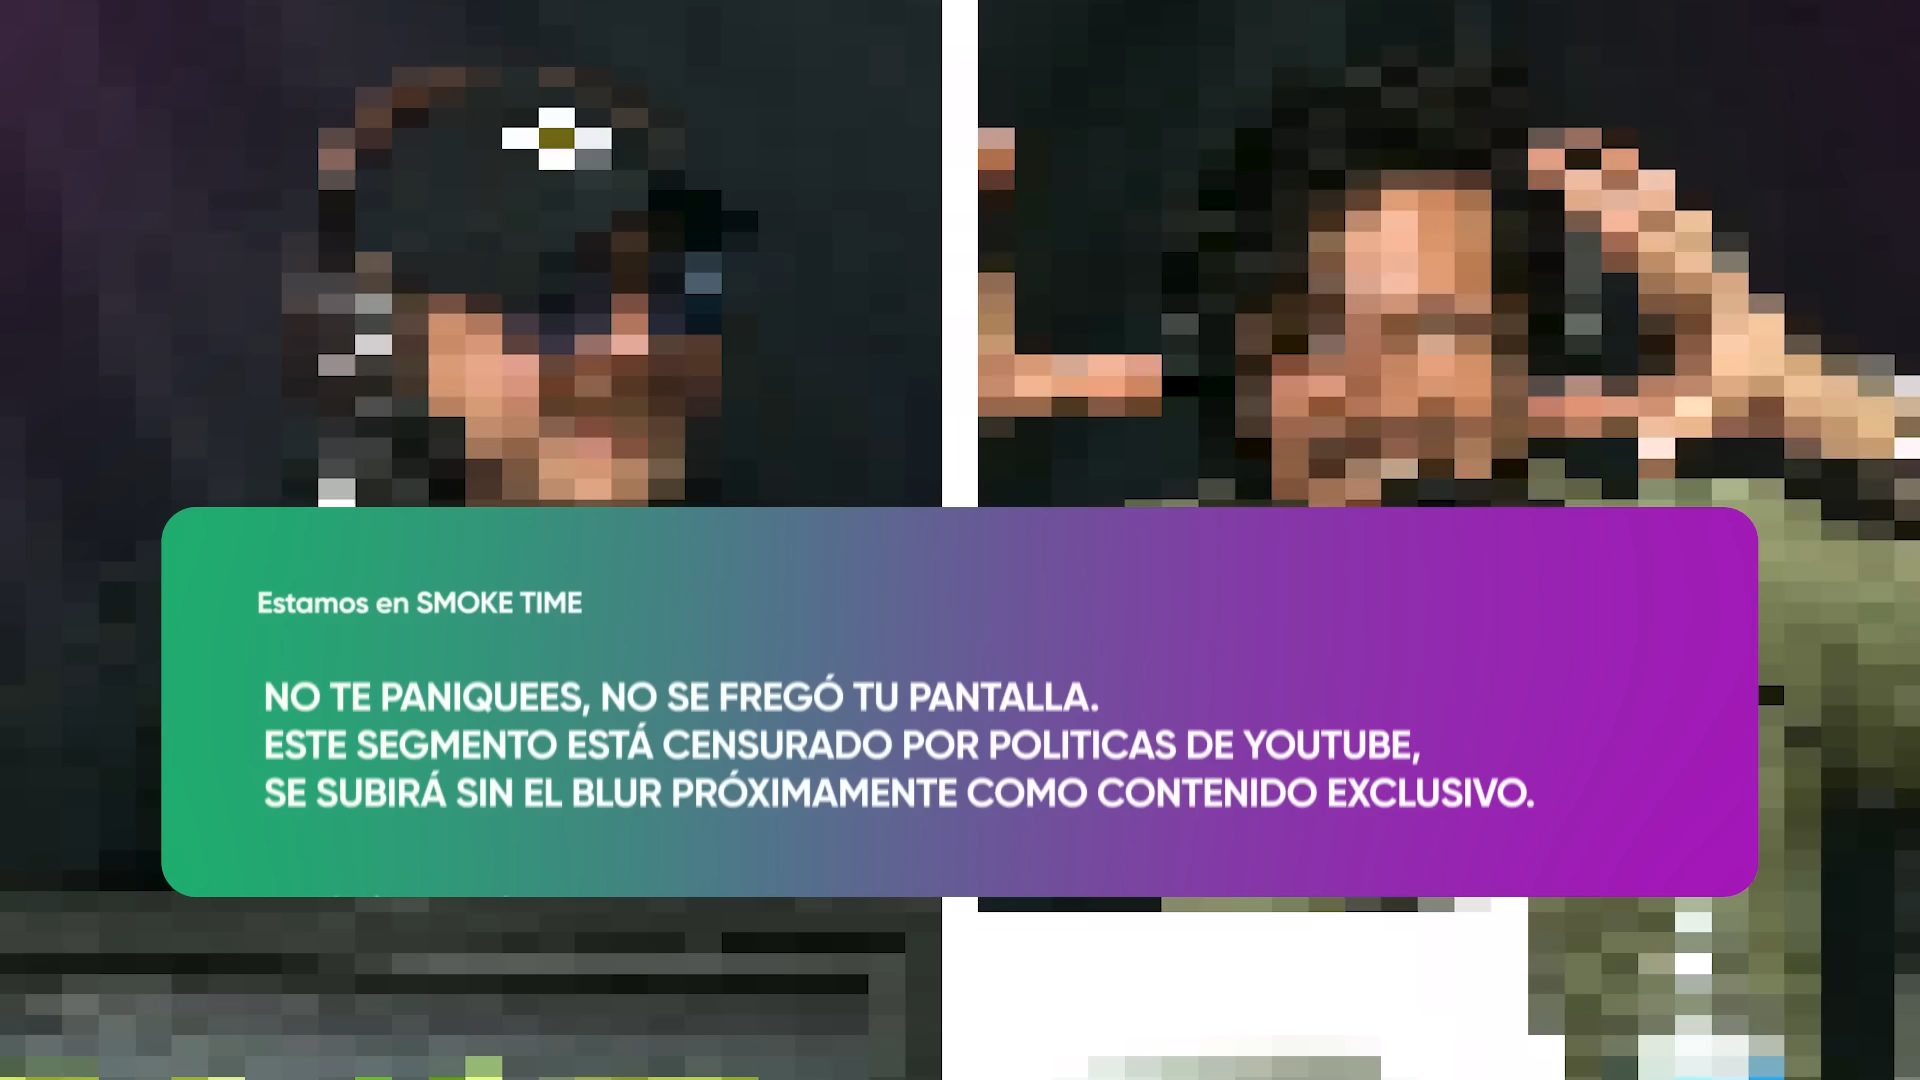 Estamos en SMOKE TIME
NO TE PANIQUEES, NO SE FREGÓ TU PANTALLA.
ESTE SEGMENTO ESTÁ CENSURADO POR POLITICAS DE YOUTUBE,
SE SUBIRÁ SIN EL BLUR PRÓXIMAMENTE COMO CONTENIDO EXCLUSIVO.